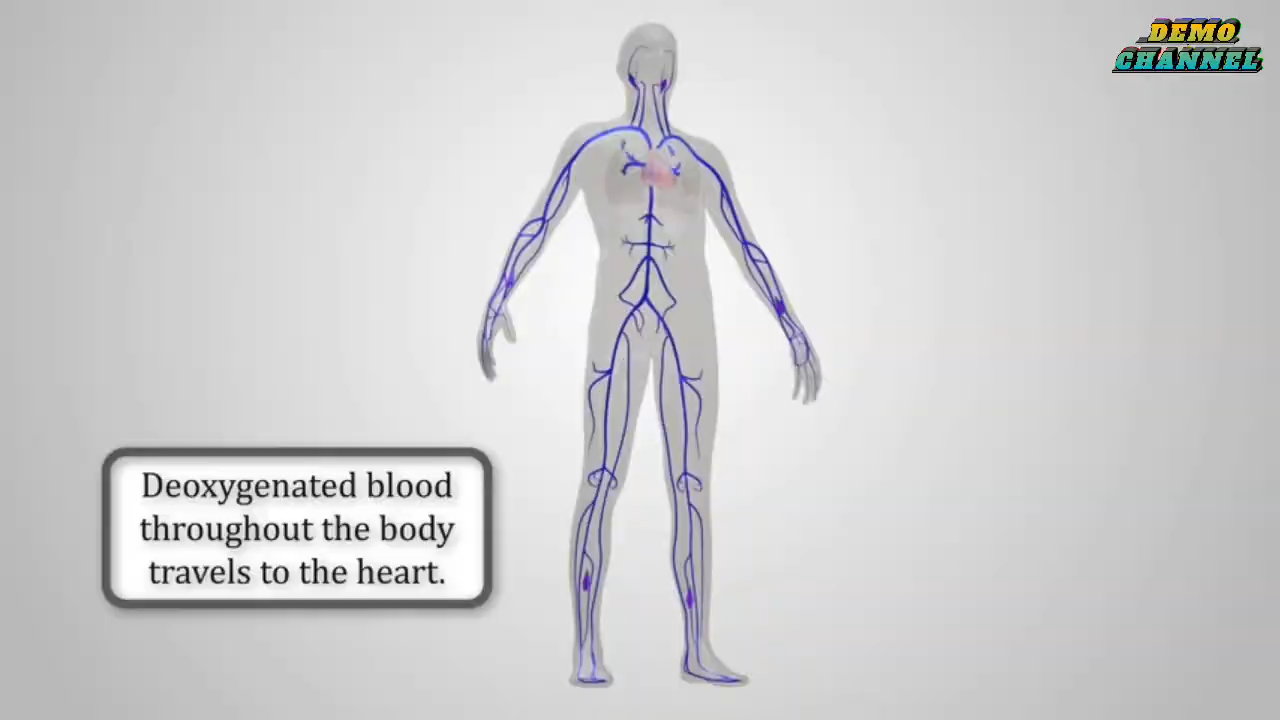 DEMO
CHANNEL
Deoxygenated blood
throughout the body
travels to the heart.